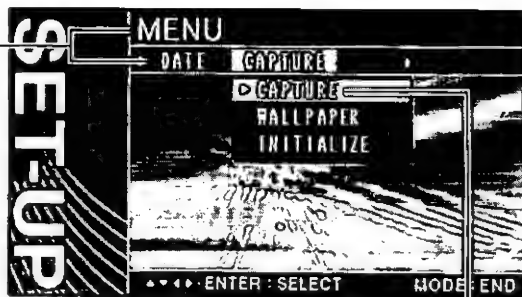 SET-UP
MENU
DATE CAPTURE
CAPTURE
WALLPAPER
INITIALIZE
▲▼◀▶ ENTER : SELECT MODE : END